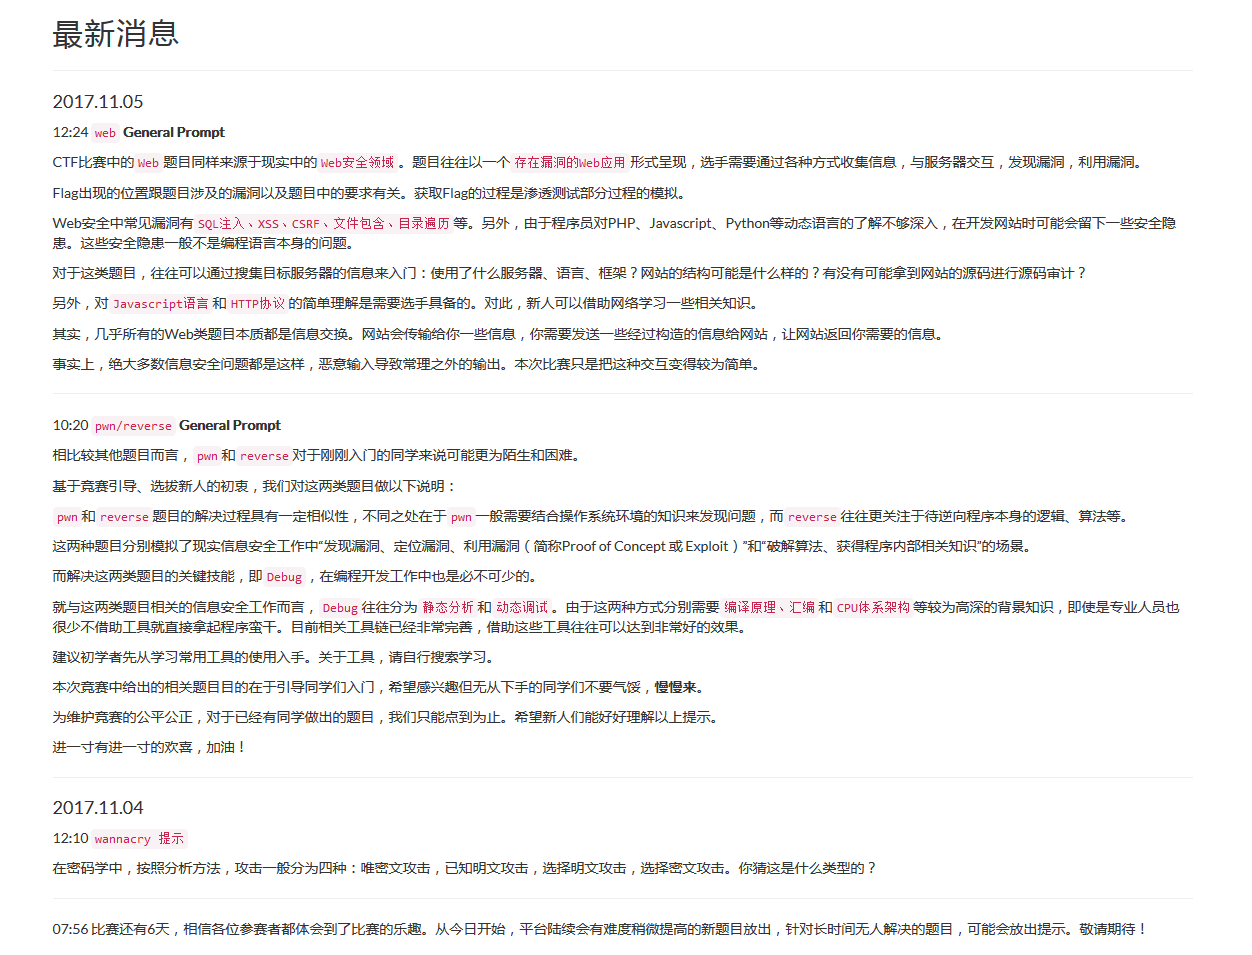 最新消息
2017.11.05
12:24 web General Prompt
CTF比赛中的 Web 题目同样来源于现实中的 Web安全领域 。题目往往以一个 存在漏洞的Web应用 形式呈现，选手需要通过各种方式收集信息，与服务器交互，发现漏洞，利用漏洞。
Flag出现的位置跟题目涉及的漏洞以及题目中的要求有关。获取Flag的过程是渗透测试部分过程的模拟。
Web安全中常见漏洞有 SQL注入、XSS、CSRF、文件包含、目录遍历 等。另外，由于程序员对PHP、Javascript、Python等动态语言的了解不够深入，在开发网站时可能会留下一些安全隐
患。这些安全隐患一般不是编程语言本身的问题。
对于这类题目，往往可以通过搜集目标服务器的信息来入门：使用了什么服务器、语言、框架？网站的结构可能是什么样的？有没有可能拿到网站的源码进行源码审计？
另外，对 Javascript语言 和 HTTP协议 的简单理解是需要选手具备的。对此，新人可以借助网络学习一些相关知识。
其实，几乎所有的Web类题目本质都是信息交换。网站会传输给你一些信息，你需要发送一些经过构造的信息给网站，让网站返回你需要的信息。
事实上，绝大多数信息安全问题都是这样，恶意输入导致常理之外的输出。本次比赛只是把这种交互变得较为简单。
10:20 pwn/reverse General Prompt
相比较其他题目而言， pwn 和 reverse 对于刚刚入门的同学来说可能更为陌生和困难。
基于竞赛引导、选拔新人的初衷，我们对这两类题目做以下说明：
pwn 和 reverse 题目的解决过程具有一定相似性，不同之处在于 pwn 一般需要结合操作系统环境的知识来发现问题，而 reverse 往往更关注于待逆向程序本身的逻辑、算法等。
这两种题目分别模拟了现实信息安全工作中“发现漏洞、定位漏洞、利用漏洞（简称Proof of Concept 或 Exploit）”和“破解算法、获得程序内部相关知识”的场景。
而解决这两类题目的关键技能，即 Debug ，在编程开发工作中也是必不可少的。
就与这两类题目相关的信息安全工作而言， Debug 往往分为 静态分析 和 动态调试 。由于这两种方式分别需要 编译原理、汇编 和 CPU体系架构 等较为高深的背景知识，即使是专业人员也
很少不借助工具就直接拿起程序蛮干。目前相关工具链已经非常完善，借助这些工具往往可以达到非常好的效果。
建议初学者先从学习常用工具的使用入手。关于工具，请自行搜索学习。
本次竞赛中给出的相关题目目的在于引导同学们入门，希望感兴趣但无从下手的同学们不要气馁，慢慢来。
为维护竞赛的公平公正，对于已经有同学做出的题目，我们只能点到为止。希望新人们能好好理解以上提示。
进一寸有进一寸的欢喜，加油！
2017.11.04
12:10 wannacry 提示
在密码学中，按照分析方法，攻击一般分为四种：唯密文攻击，已知明文攻击，选择明文攻击，选择密文攻击。你猜这是什么类型的？
07:56 比赛还有6天，相信各位参赛者都体会到了比赛的乐趣。从今日开始，平台陆续会有难度稍微提高的新题目放出，针对长时间无人解决的题目，可能会放出提示。敬请期待！